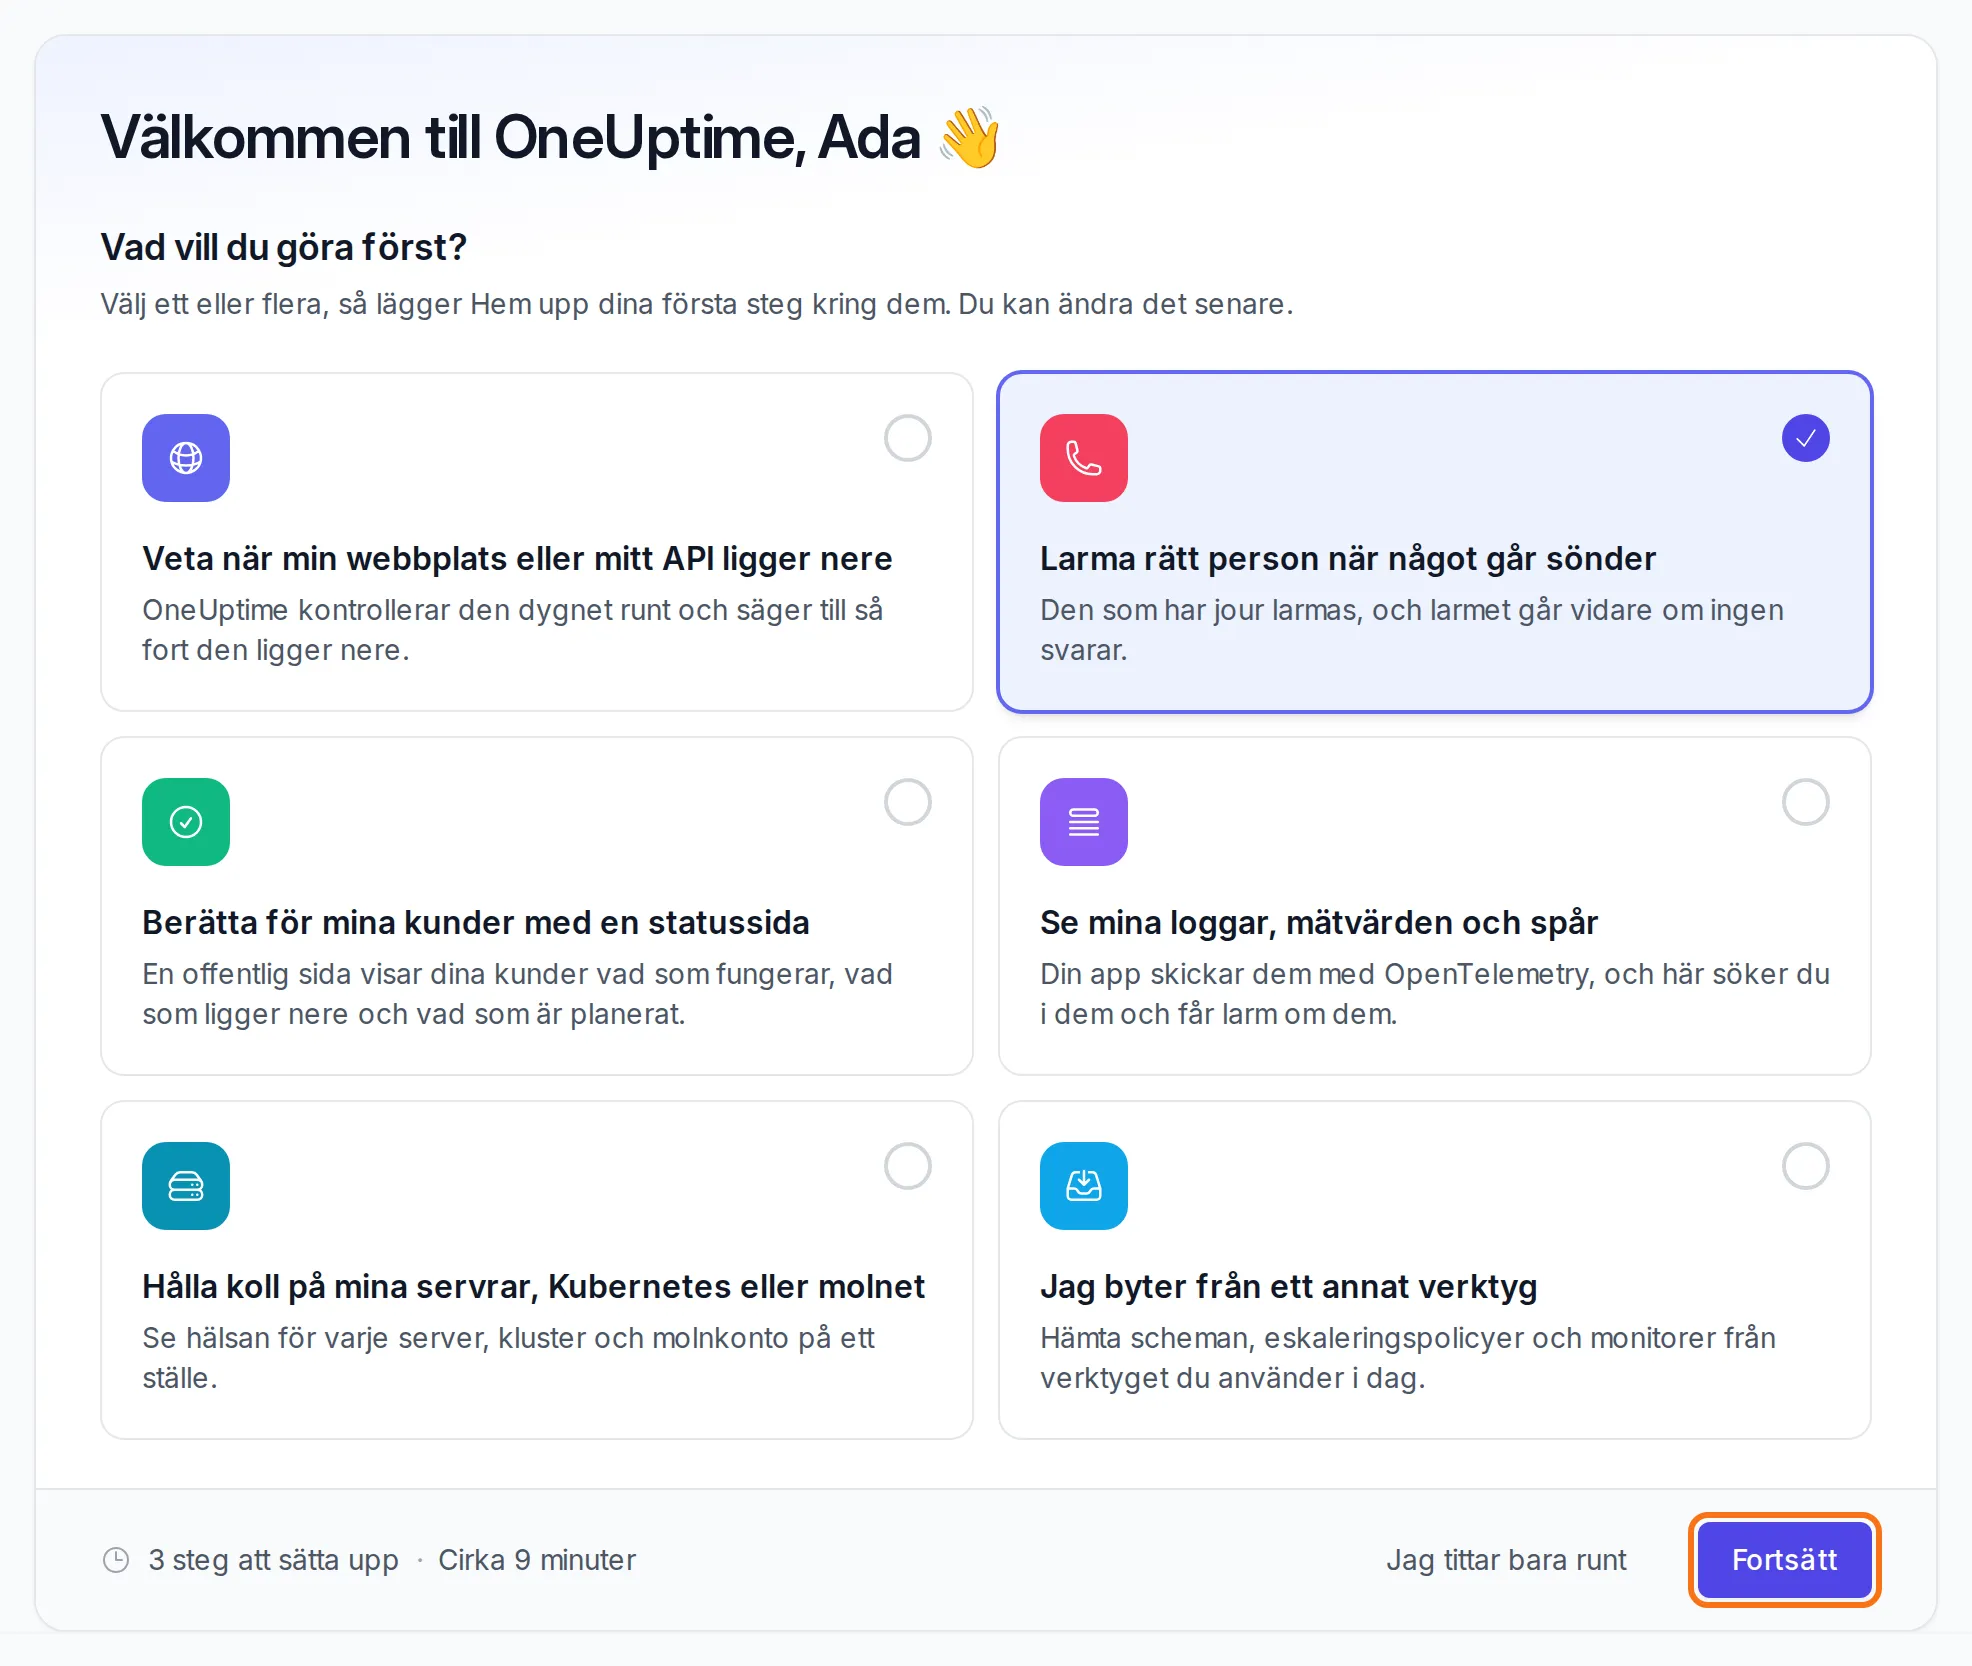 Välkommen till OneUptime, Ada 👋
Vad vill du göra först?
Välj ett eller flera, så lägger Hem upp dina första steg kring dem. Du kan ändra det senare.
Veta när min webbplats eller mitt API ligger nere
OneUptime kontrollerar den dygnet runt och säger till så
fort den ligger nere.
Larma rätt person när något går sönder
Den som har jour larmas, och larmet går vidare om ingen
svarar.
Berätta för mina kunder med en statussida
En offentlig sida visar dina kunder vad som fungerar, vad
som ligger nere och vad som är planerat.
Se mina loggar, mätvärden och spår
Din app skickar dem med OpenTelemetry, och här söker du
i dem och får larm om dem.
Hålla koll på mina servrar, Kubernetes eller molnet
Se hälsan för varje server, kluster och molnkonto på ett
ställe.
Jag byter från ett annat verktyg
Hämta scheman, eskaleringspolicyer och monitorer från
verktyget du använder i dag.
3 steg att sätta upp · Cirka 9 minuter
Jag tittar bara runt
Fortsätt